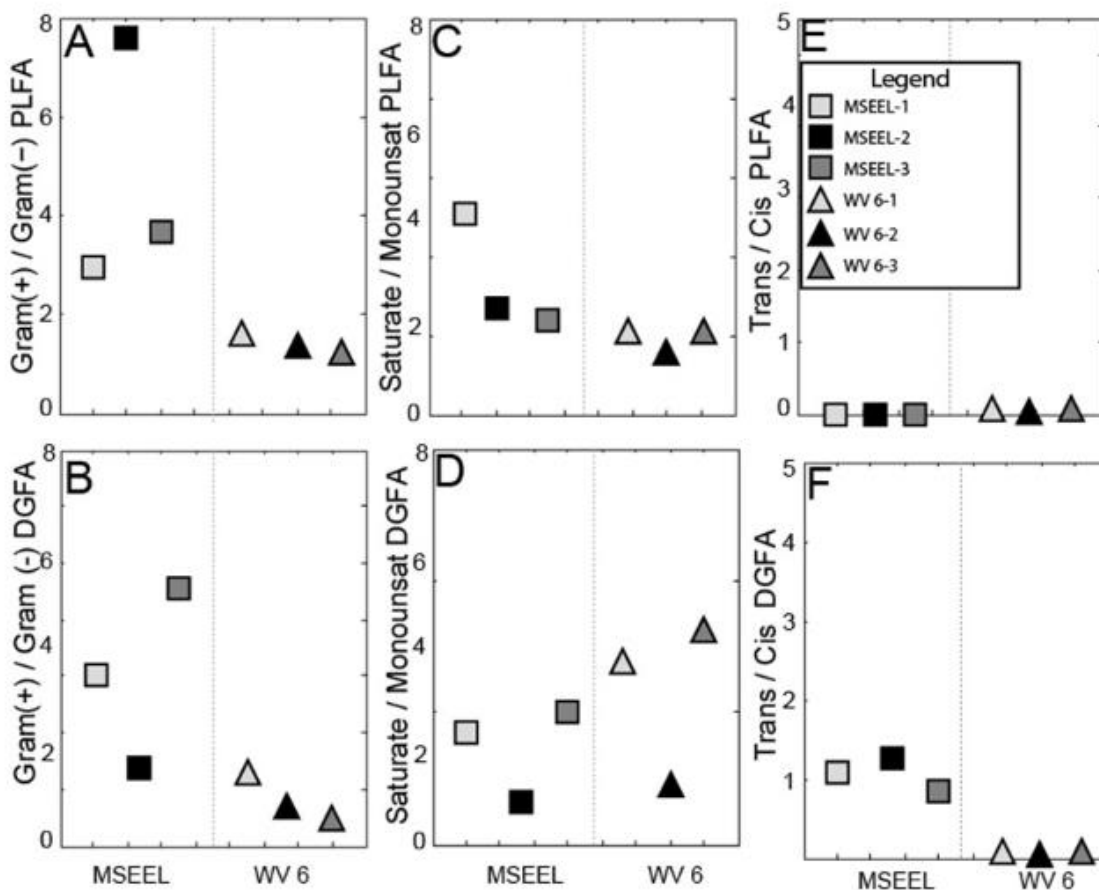 A
Gram(+) / Gram(−) PLFA
8
6
4
2
0
C
Saturate / Monounsat PLFA
8
6
4
2
0
E
Trans / Cis PLFA
5
4
3
2
1
0
Legend
MSEEL-1
MSEEL-2
MSEEL-3
WV 6-1
WV 6-2
WV 6-3
B
Gram(+) / Gram (-) DGFA
8
6
4
2
0
MSEEL
WV 6
D
Saturate / Monounsat DGFA
8
6
4
2
0
MSEEL
WV 6
F
Trans / Cis DGFA
5
4
3
2
1
MSEEL
WV 6